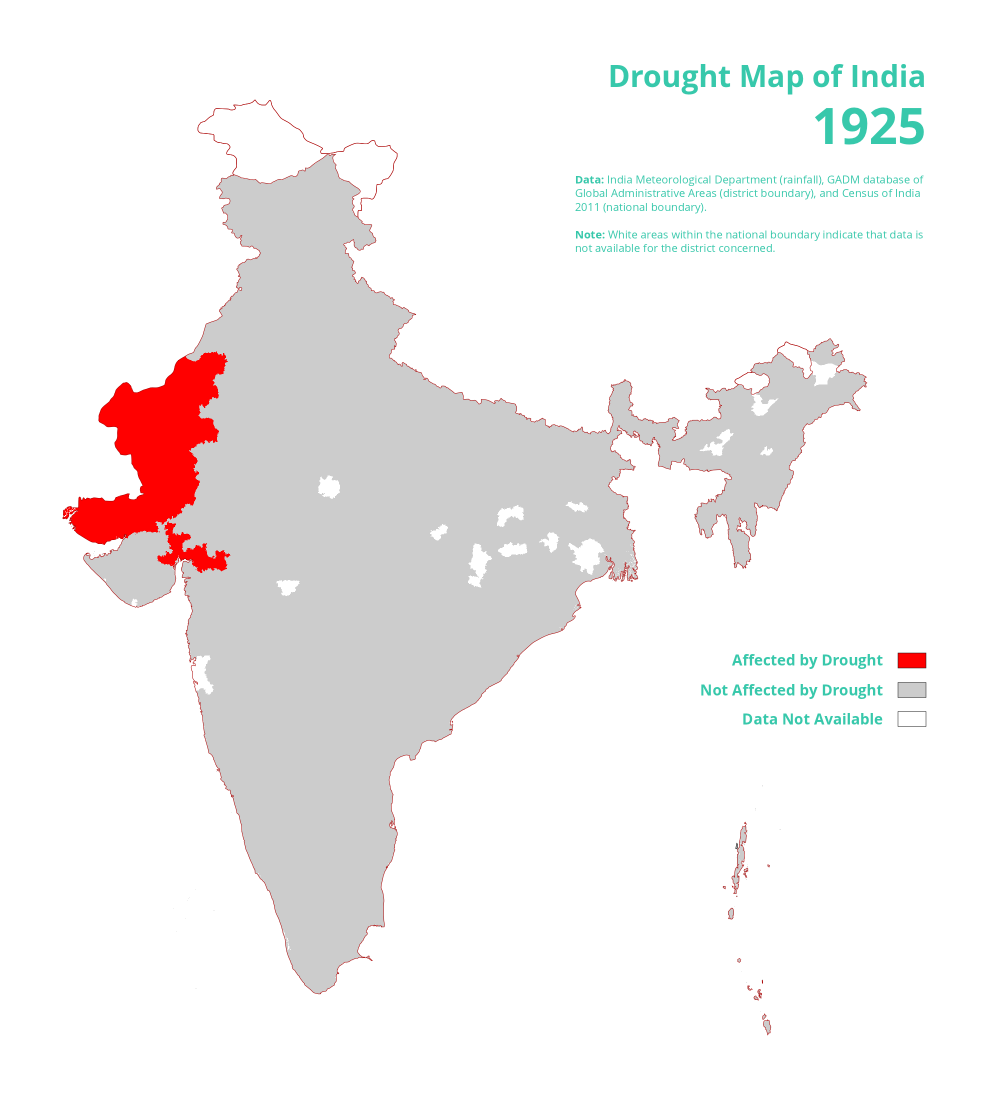 Drought Map of India
1925
Data: India Meteorological Department (rainfall), GADM database of
Global Administrative Areas (district boundary), and Census of India
2011 (national boundary).
Note: White areas within the national boundary indicate that data is
not available for the district concerned.
Affected by Drought
Not Affected by Drought
Data Not Available